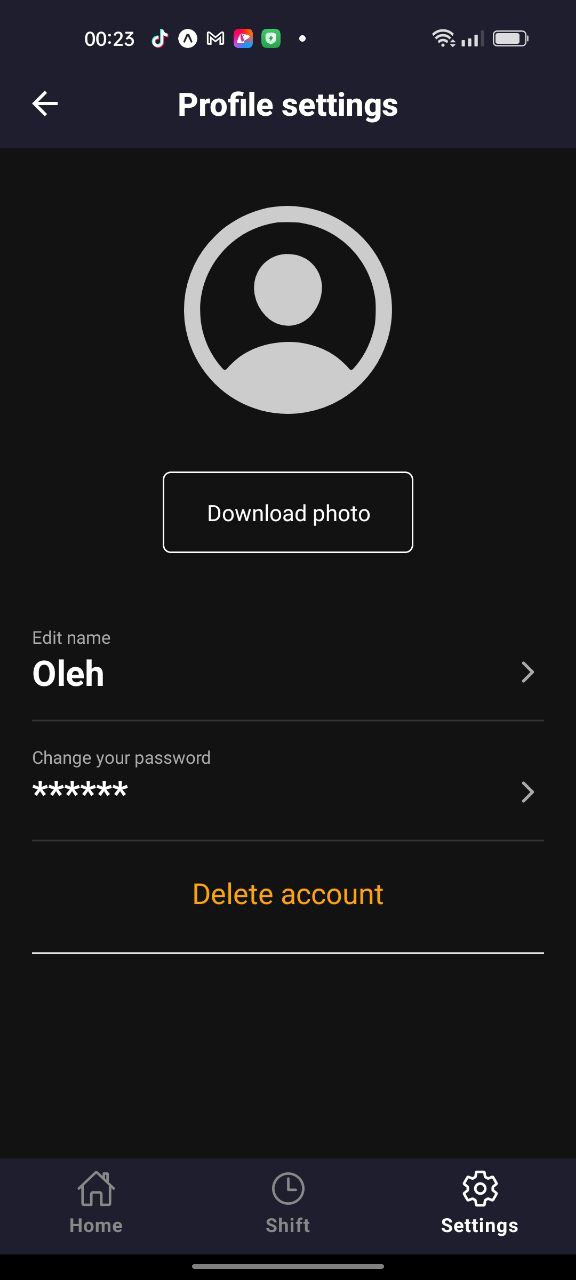 00:23
Profile settings
Download photo
Edit name
Oleh
Change your password
******
Delete account
Home
Shift
Settings